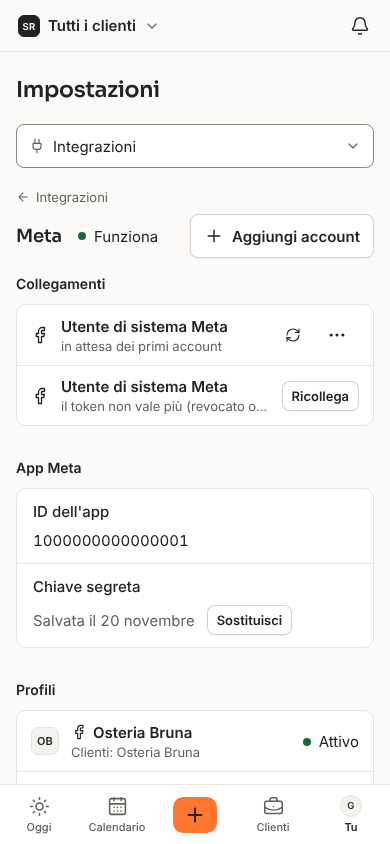 SR Tutti i clienti
Impostazioni
Integrazioni
Integrazioni
Meta Funziona Aggiungi account
Collegamenti
Utente di sistema Meta
in attesa dei primi account
Utente di sistema Meta
il token non vale più (revocato o... Ricollega
App Meta
ID dell'app
1000000000000001
Chiave segreta
Salvata il 20 novembre Sostituisci
Profili
OB Osteria Bruna Attivo
Clienti: Osteria Bruna
G
Oggi Calendario Clienti Tu